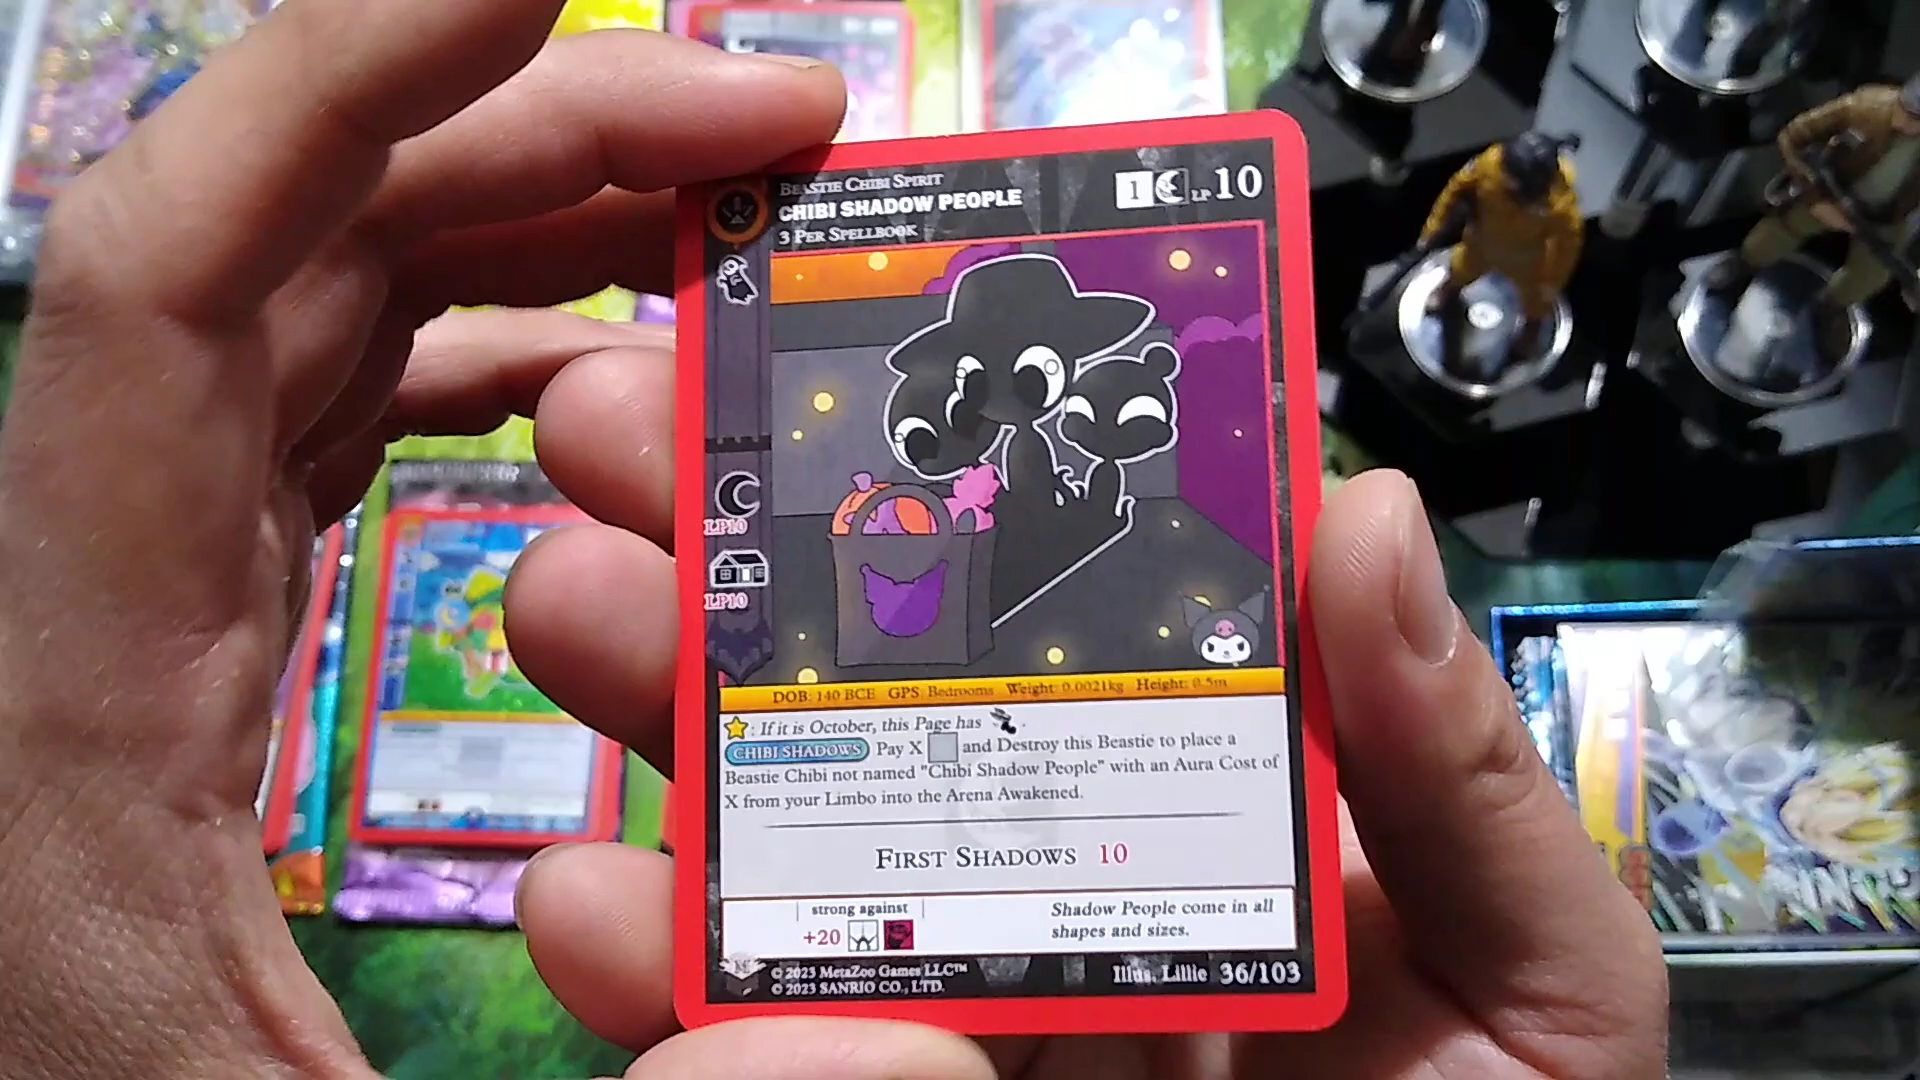 BEASTIE CHIBI SPIRIT
CHIBI SHADOW PEOPLE
3 PER SPELLBOOK
1 LP 10
LP10
LP10
DOB: 140 BCE GPS: Bedrooms Weight: 0.0021kg Height: 0.5m
: If it is October, this Page has .
CHIBI SHADOWS Pay X and Destroy this Beastie to place a
Beastie Chibi not named "Chibi Shadow People" with an Aura Cost of
X from your Limbo into the Arena Awakened.
FIRST SHADOWS 10
strong against
+20
Shadow People come in all
shapes and sizes.
© 2023 MetaZoo Games LLC™
© 2023 SANRIO CO., LTD.
Illus. Lillie 36/103